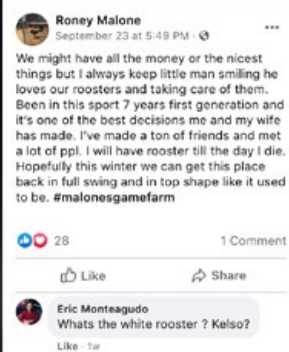 Roney Malone
September 23 at 5:49 PM ·
We might have all the money or the nicest
things but I always keep little man smiling he
loves our roosters and taking care of them.
Been in this sport 7 years first generation and
it's one of the best decisions me and my wife
has made. I've made a ton of friends and met
a lot of ppl. I will have rooster till the day I die.
Hopefully this winter we can get this place
back in full swing and in top shape like it used
to be. #malonesgamefarm
28
1 Comment
Like
Share
Eric Monteagudo
Whats the white rooster ? Kelso?
Like · 1w